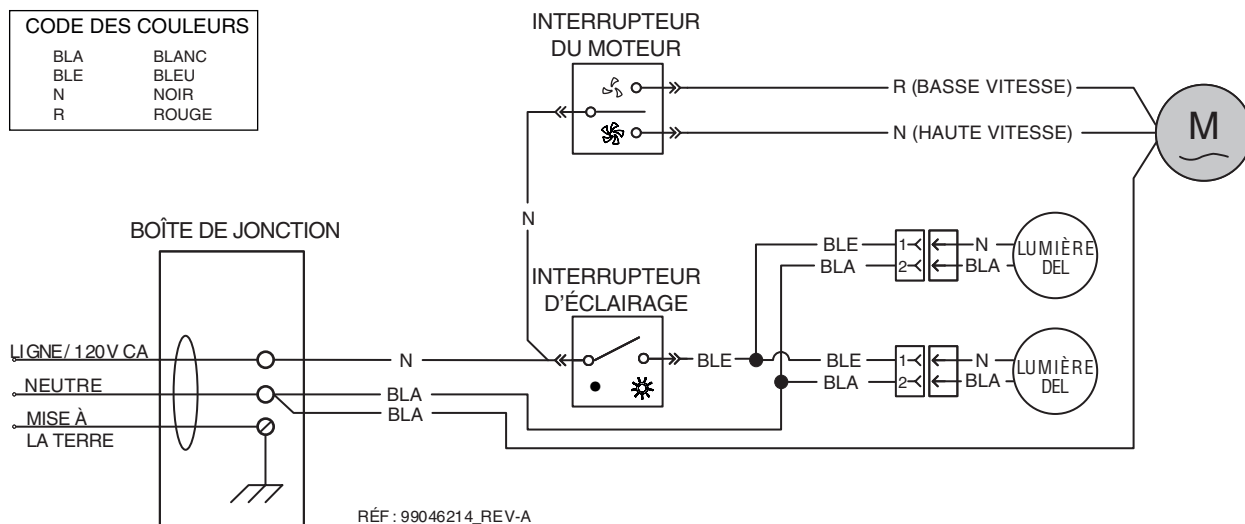 CODE DES COULEURS
BLA BLANC
BLE BLEU
N NOIR
R ROUGE
INTERRUPTEUR
DU MOTEUR
R (BASSE VITESSE)
N (HAUTE VITESSE)
M
N
BOÎTE DE JONCTION
INTERRUPTEUR
D'ÉCLAIRAGE
BLE 1 N
BLA 2 BLA
LUMIÈRE
DEL
LIGNE/ 120V CA
N
BLE
BLE 1 N
BLA 2 BLA
LUMIÈRE
DEL
NEUTRE
BLA
BLA
MISE À
LA TERRE
RÉF : 99046214_REV-A